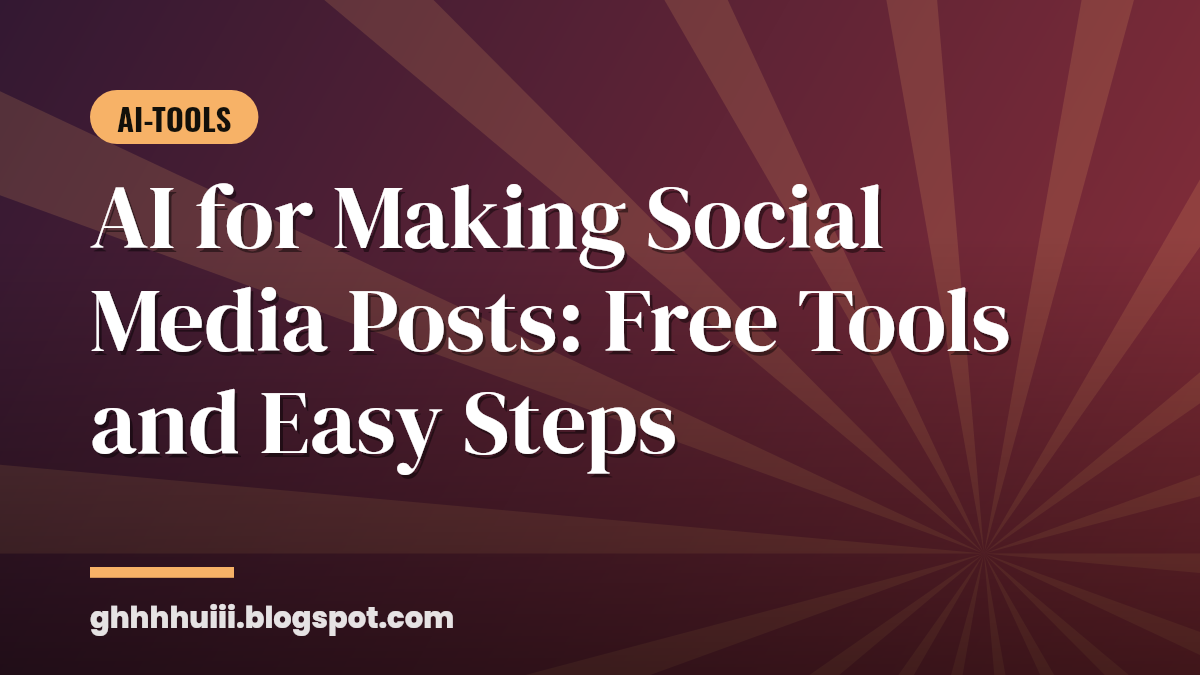 AI-TOOLS
AI for Making Social
Media Posts: Free Tools
and Easy Steps
ghhhhuiii.blogspot.com